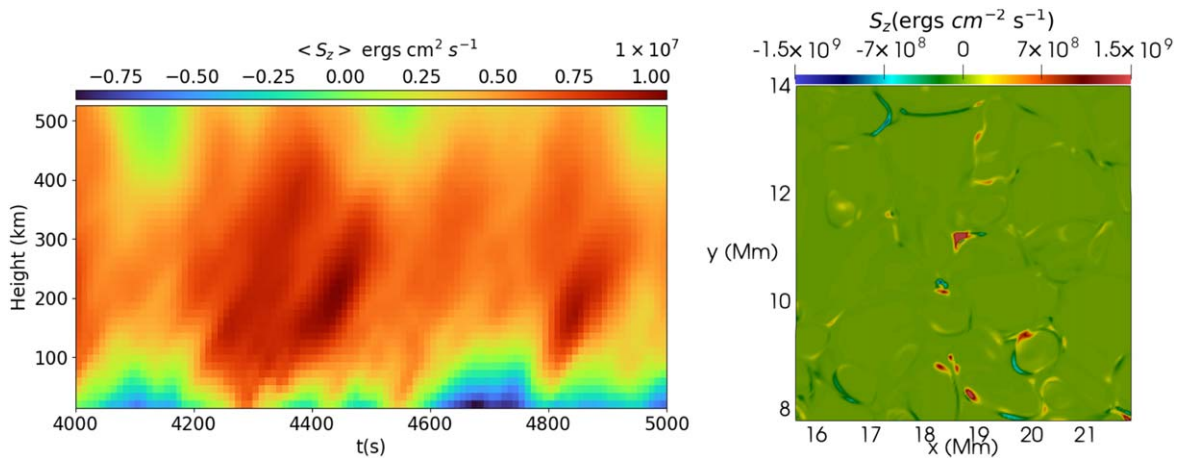 < S_z > ergs cm² s⁻¹
1 × 10⁷
−0.75 −0.50 −0.25 0.00 0.25 0.50 0.75 1.00
500
400
300
200
100
Height (km)
4000 4200 4400 4600 4800 5000
t(s)
S_z(ergs cm⁻² s⁻¹)
-1.5×10⁹ -7×10⁸ 0 7×10⁸ 1.5×10⁹
14
12
y (Mm)
10
8
16 17 18 19 20 21
x (Mm)